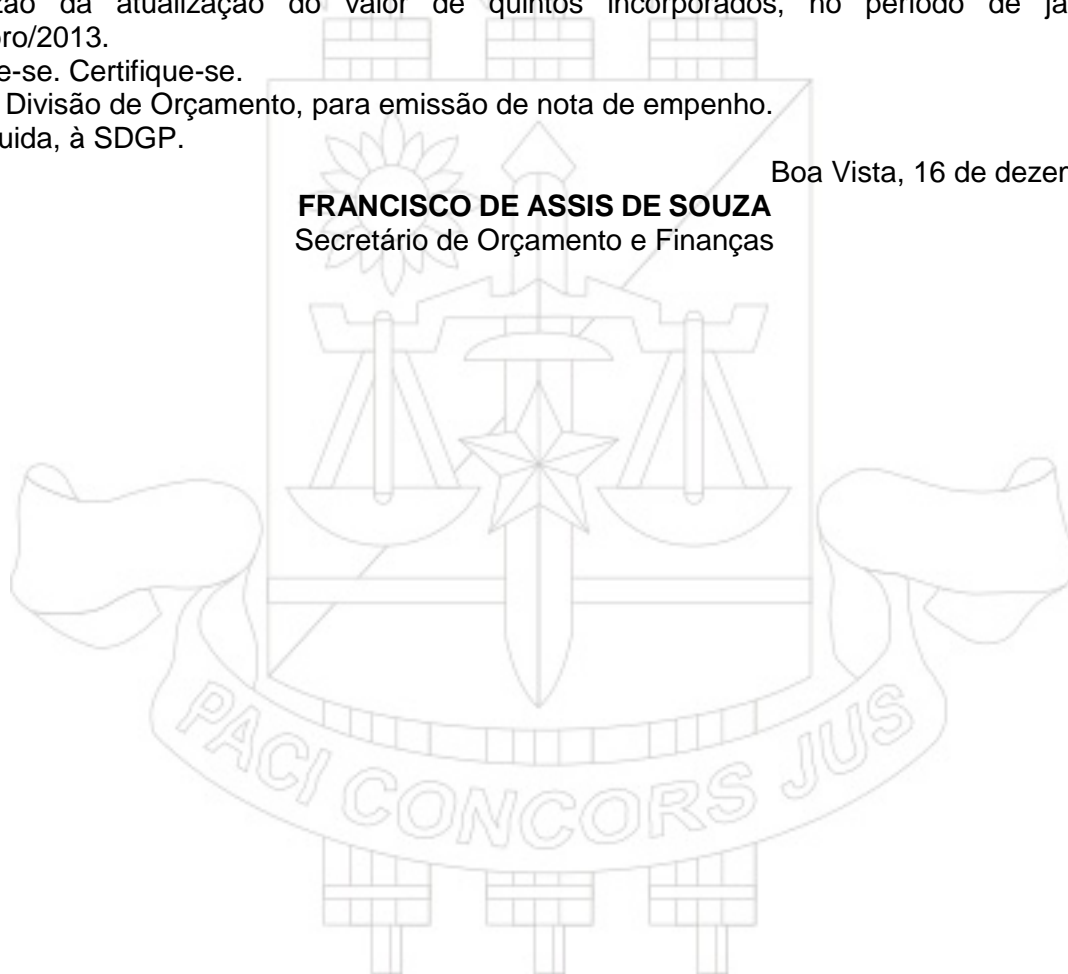 zão da atualização do valor de quintos incorporados, no período de ja
ro/2013.
e-se. Certifique-se.
Divisão de Orçamento, para emissão de nota de empenho.
uida, à SDGP.
Boa Vista, 16 de dezer
FRANCISCO DE ASSIS DE SOUZA
Secretário de Orçamento e Finanças
PACI CONCORS JUS